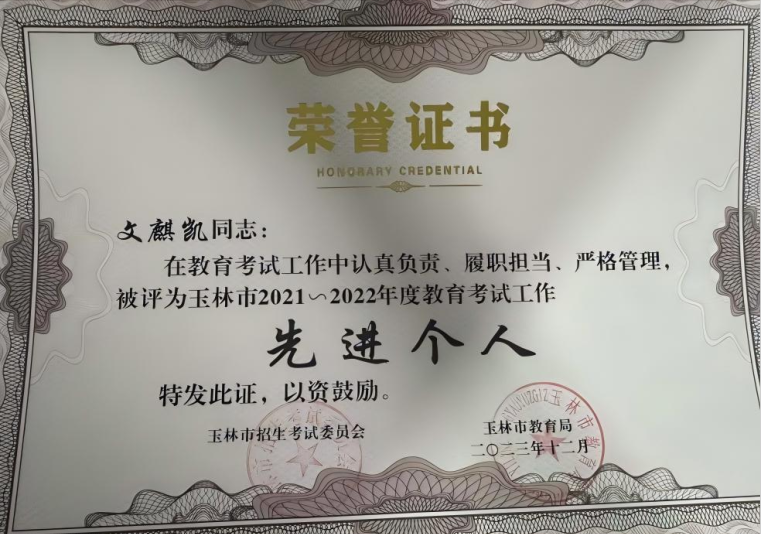 荣誉证书
HONORARY CREDENTIAL
文麒凯同志：
在教育考试工作中认真负责、履职担当、严格管理，
被评为玉林市2021~2022年度教育考试工作
先进个人
特发此证，以资鼓励。
玉林市招生考试委员会
玉林市教育局
二〇二三年十二月